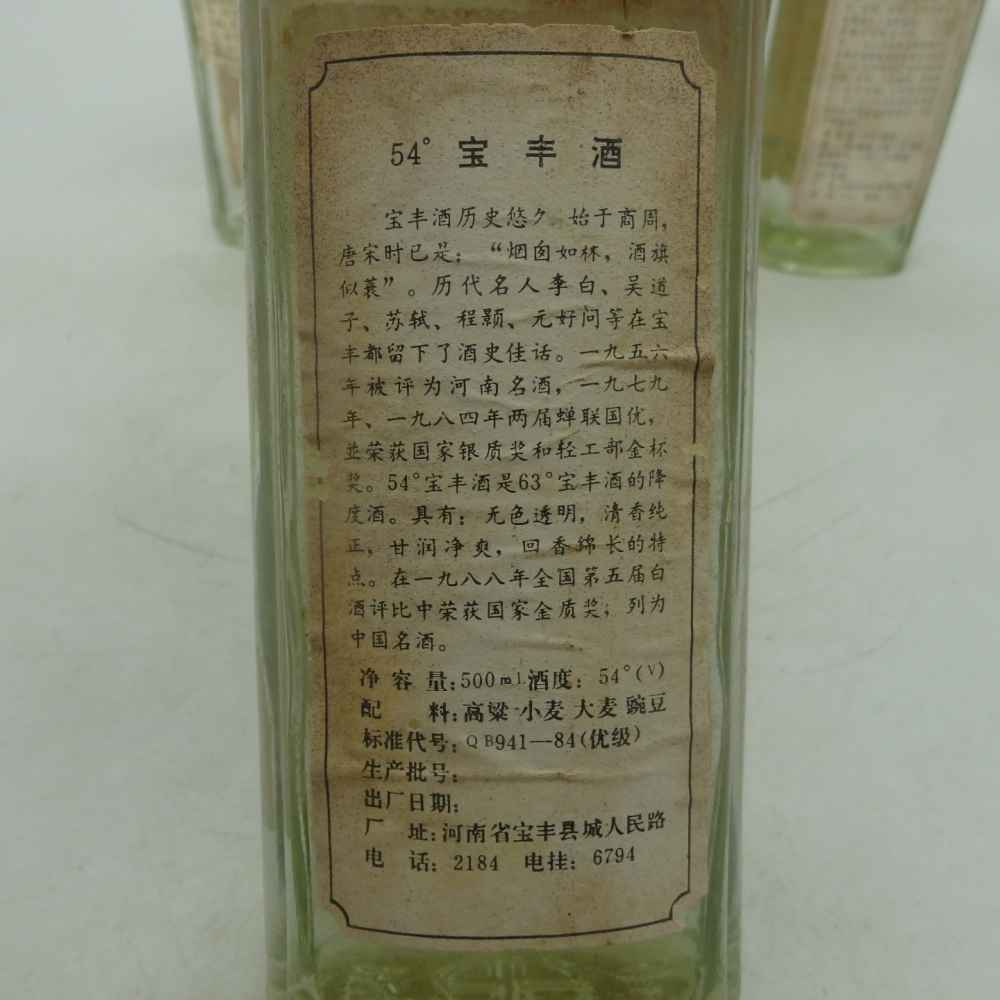 54° 宝丰酒
宝丰酒历史悠久，始于商周，
唐宋时已是：“烟囱如林，酒旗
似蓑”。历代名人李白、吴道
子、苏轼、程颢、元好问等在宝
丰都留下了酒史佳话。一九五六
年被评为河南名酒，一九七九
年、一九八四年两届蝉联国优，
並荣获国家银质奖和轻工部金杯
奖。54°宝丰酒是63°宝丰酒的降
度酒。具有：无色透明，清香纯
正，甘润净爽，回香绵长的特
点。在一九八八年全国第五届白
酒评比中荣获国家金质奖；列为
中国名酒。
净容量：500ml 酒度：54°(V)
配料：高粱 小麦 大麦 豌豆
标准代号：QB941—84(优级)
生产批号：
出厂日期：
厂址：河南省宝丰县城人民路
电话：2184 电挂：6794